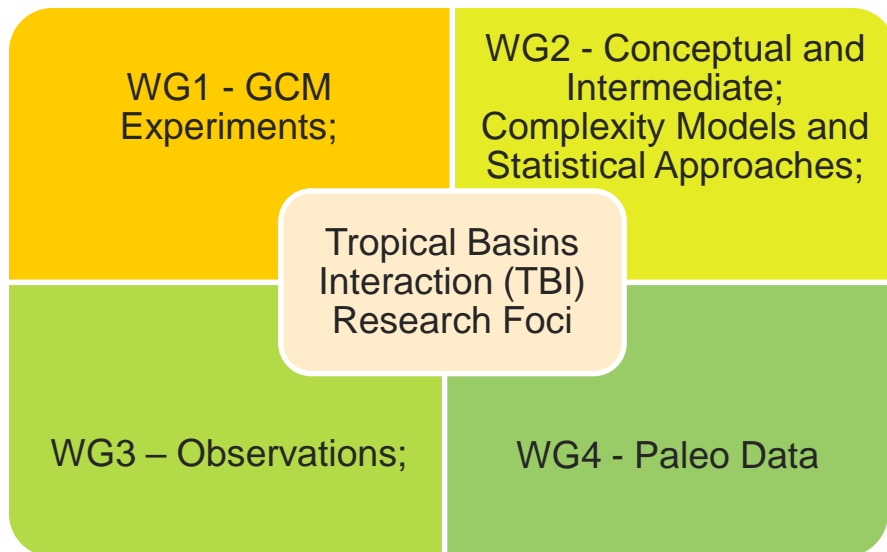 WG1 - GCM
Experiments;
WG2 - Conceptual and
Intermediate;
Complexity Models and
Statistical Approaches;
Tropical Basins
Interaction (TBI)
Research Foci
WG3 – Observations;
WG4 - Paleo Data